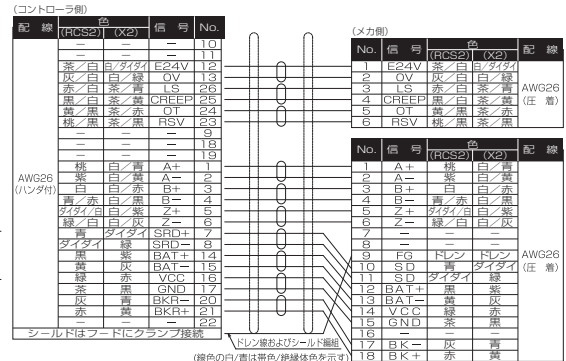 (コントローラ側)
配 線 色 信 号 No.
(RCS2) (X2)
－ － － 10
－ － － 11
茶／白 白／ダイダイ E24V 12
灰／白 白／緑 OV 13
赤／白 茶／青 LS 26
黒／白 茶／黄 CREEP 25
黄／黒 茶／赤 OT 24
桃／黒 茶／黒 RSV 23
－ － － 9
－ － － 18
－ － － 19
桃 白／青 A+ 1
紫 白／黄 A－ 2
白 白／赤 B+ 3
青／赤 白／黒 B－ 4
ダイダイ／白 白／紫 Z+ 5
緑／白 白／灰 Z－ 6
青 ダイダイ SRD+ 7
ダイダイ 緑 SRD－ 8
黒 紫 BAT+ 14
黄 灰 BAT－ 15
緑 赤 VCC 16
茶 黒 GND 17
灰 青 BKR－ 20
赤 黄 BKR+ 21
－ － － 22
AWG26
(ハンダ付)
シールドはフードにクランプ接続
(メカ側)
No. 信 号 色 配 線
(RCS2) (X2)
1 E24V 茶／白 白／ダイダイ
2 OV 灰／白 白／緑
3 LS 赤／白 茶／青
4 CREEP 黒／白 茶／黄
5 OT 黄／黒 茶／赤
6 RSV 桃／黒 茶／黒
AWG26
(圧 着)
No. 信 号 色 配 線
(RCS2) (X2)
1 A+ 桃 白／青
2 A－ 紫 白／黄
3 B+ 白 白／赤
4 B－ 青／赤 白／黒
5 Z+ ダイダイ／白 白／紫
6 Z－ 緑／白 白／灰
7 － － －
8 － － －
9 FG ドレン ドレン
10 SD 青 ダイダイ
11 SD ダイダイ 緑
12 BAT+ 黒 紫
13 BAT－ 黄 灰
14 VCC 緑 赤
15 GND 茶 黒
16 － － －
17 BK－ 灰 青
18 BK+ 赤 黄
AWG26
(圧 着)
ドレン線およびシールド編組
(線色の白/青は帯色/絶縁体色を示す)